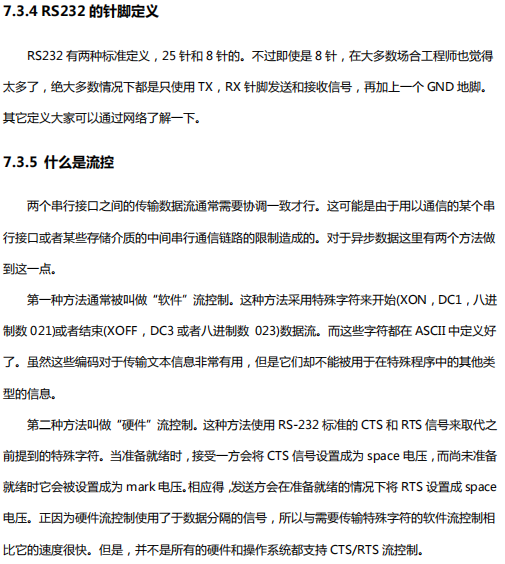 7.3.4 RS232 的针脚定义
RS232 有两种标准定义，25 针和 8 针的。不过即使是 8 针，在大多数场合工程师也觉得
太多了，绝大多数情况下都是只使用 TX，RX 针脚发送和接收信号，再加上一个 GND 地脚。
其它定义大家可以通过网络了解一下。
7.3.5 什么是流控
两个串行接口之间的传输数据流通常需要协调一致才行。这可能是由于用以通信的某个串
行接口或者某些存储介质的中间串行通信链路的限制造成的。对于异步数据这里有两个方法做
到这一点。
第一种方法通常被叫做“软件”流控制。这种方法采用特殊字符来开始(XON，DC1，八进
制数 021)或者结束(XOFF，DC3 或者八进制数 023)数据流。而这些字符都在 ASCII 中定义好
了。虽然这些编码对于传输文本信息非常有用，但是它们却不能被用于在特殊程序中的其他类
型的信息。
第二种方法叫做“硬件”流控制。这种方法使用 RS-232 标准的 CTS 和 RTS 信号来取代之
前提到的特殊字符。当准备就绪时，接受一方会将 CTS 信号设置成为 space 电压，而尚未准备
就绪时它会被设置成为 mark 电压。相应得，发送方会在准备就绪的情况下将 RTS 设置成 space
电压。正因为硬件流控制使用了于数据分隔的信号，所以与需要传输特殊字符的软件流控制相
比它的速度很快。但是，并不是所有的硬件和操作系统都支持 CTS/RTS 流控制。